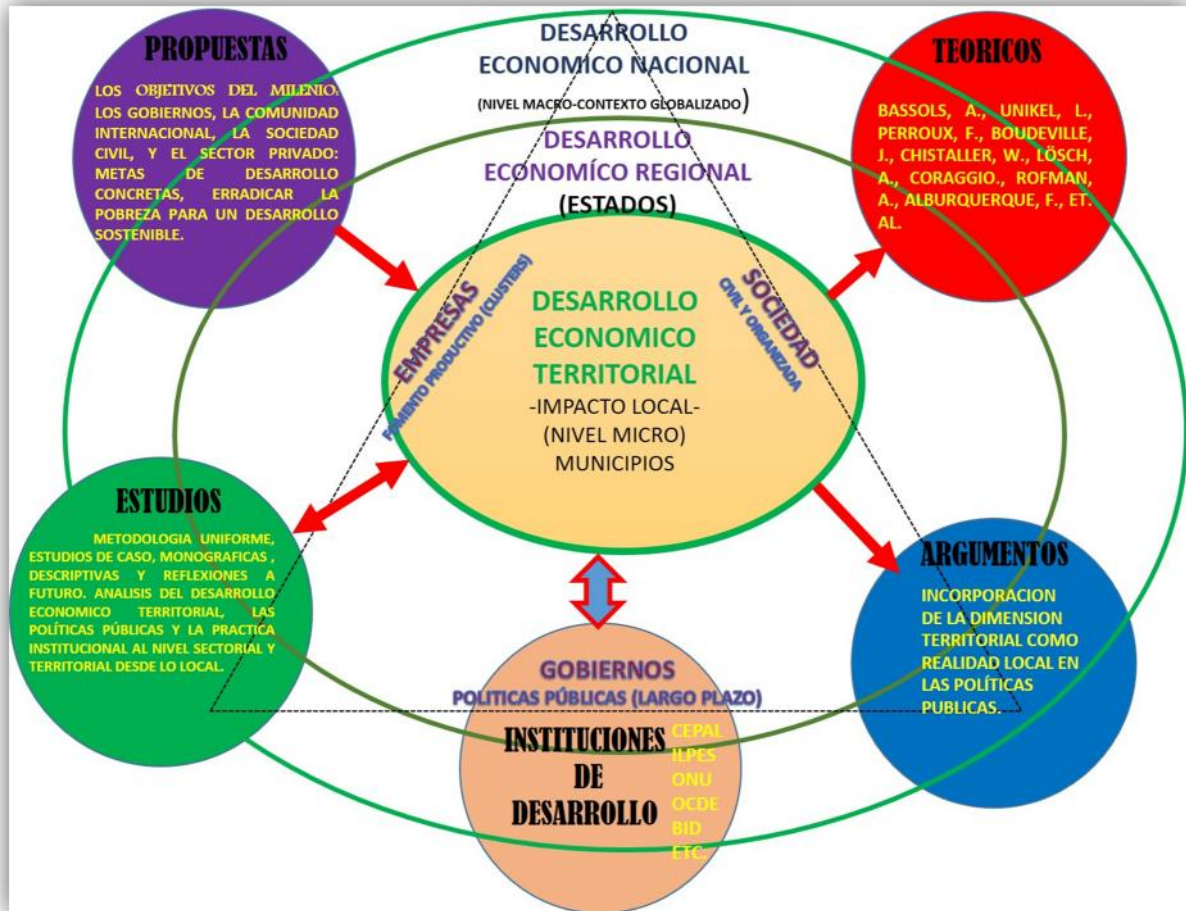 PROPUESTAS
LOS OBJETIVOS DEL MILENIO:
LOS GOBIERNOS, LA COMUNIDAD
INTERNACIONAL, LA SOCIEDAD
CIVIL, Y EL SECTOR PRIVADO:
METAS DE DESARROLLO
CONCRETAS, ERRADICAR LA
POBREZA PARA UN DESARROLLO
SOSTENIBLE.
DESARROLLO
ECONOMICO NACIONAL
(NIVEL MACRO-CONTEXTO GLOBALIZADO)
DESARROLLO
ECONOMÍCO REGIONAL
(ESTADOS)
TEORICOS
BASSOLS, A., UNIKEL, L.,
PERROUX, F., BOUDEVILLE,
J., CHISTALLER, W., LÖSCH,
A., CORAGGIO., ROFMAN,
A., ALBURQUERQUE, F., ET.
AL.
EMPRESAS
FOMENTO PRODUCTIVO (CLUSTERS)
DESARROLLO
ECONOMICO
TERRITORIAL
-IMPACTO LOCAL-
(NIVEL MICRO)
MUNICIPIOS
SOCIEDAD
CIVIL Y ORGANIZADA
ESTUDIOS
METODOLOGIA UNIFORME,
ESTUDIOS DE CASO, MONOGRAFICAS ,
DESCRIPTIVAS Y REFLEXIONES A
FUTURO. ANALISIS DEL DESARROLLO
ECONOMICO TERRITORIAL, LAS
POLÍTICAS PÚBLICAS Y LA PRACTICA
INSTITUCIONAL AL NIVEL SECTORIAL Y
TERRITORIAL DESDE LO LOCAL.
ARGUMENTOS
INCORPORACION
DE LA DIMENSION
TERRITORIAL COMO
REALIDAD LOCAL EN
LAS POLÍTICAS
PUBLICAS.
GOBIERNOS
POLITICAS PÚBLICAS (LARGO PLAZO)
INSTITUCIONES
DE
DESARROLLO
CEPAL
ILPES
ONU
OCDE
BID
ETC.